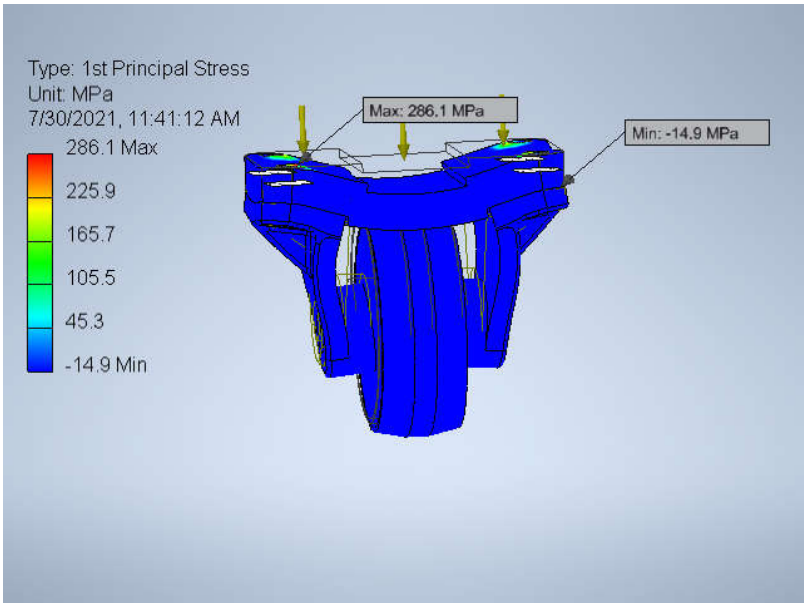 Type: 1st Principal Stress
Unit: MPa
7/30/2021, 11:41:12 AM
286.1 Max
225.9
165.7
105.5
45.3
-14.9 Min
Max: 286.1 MPa
Min: -14.9 MPa